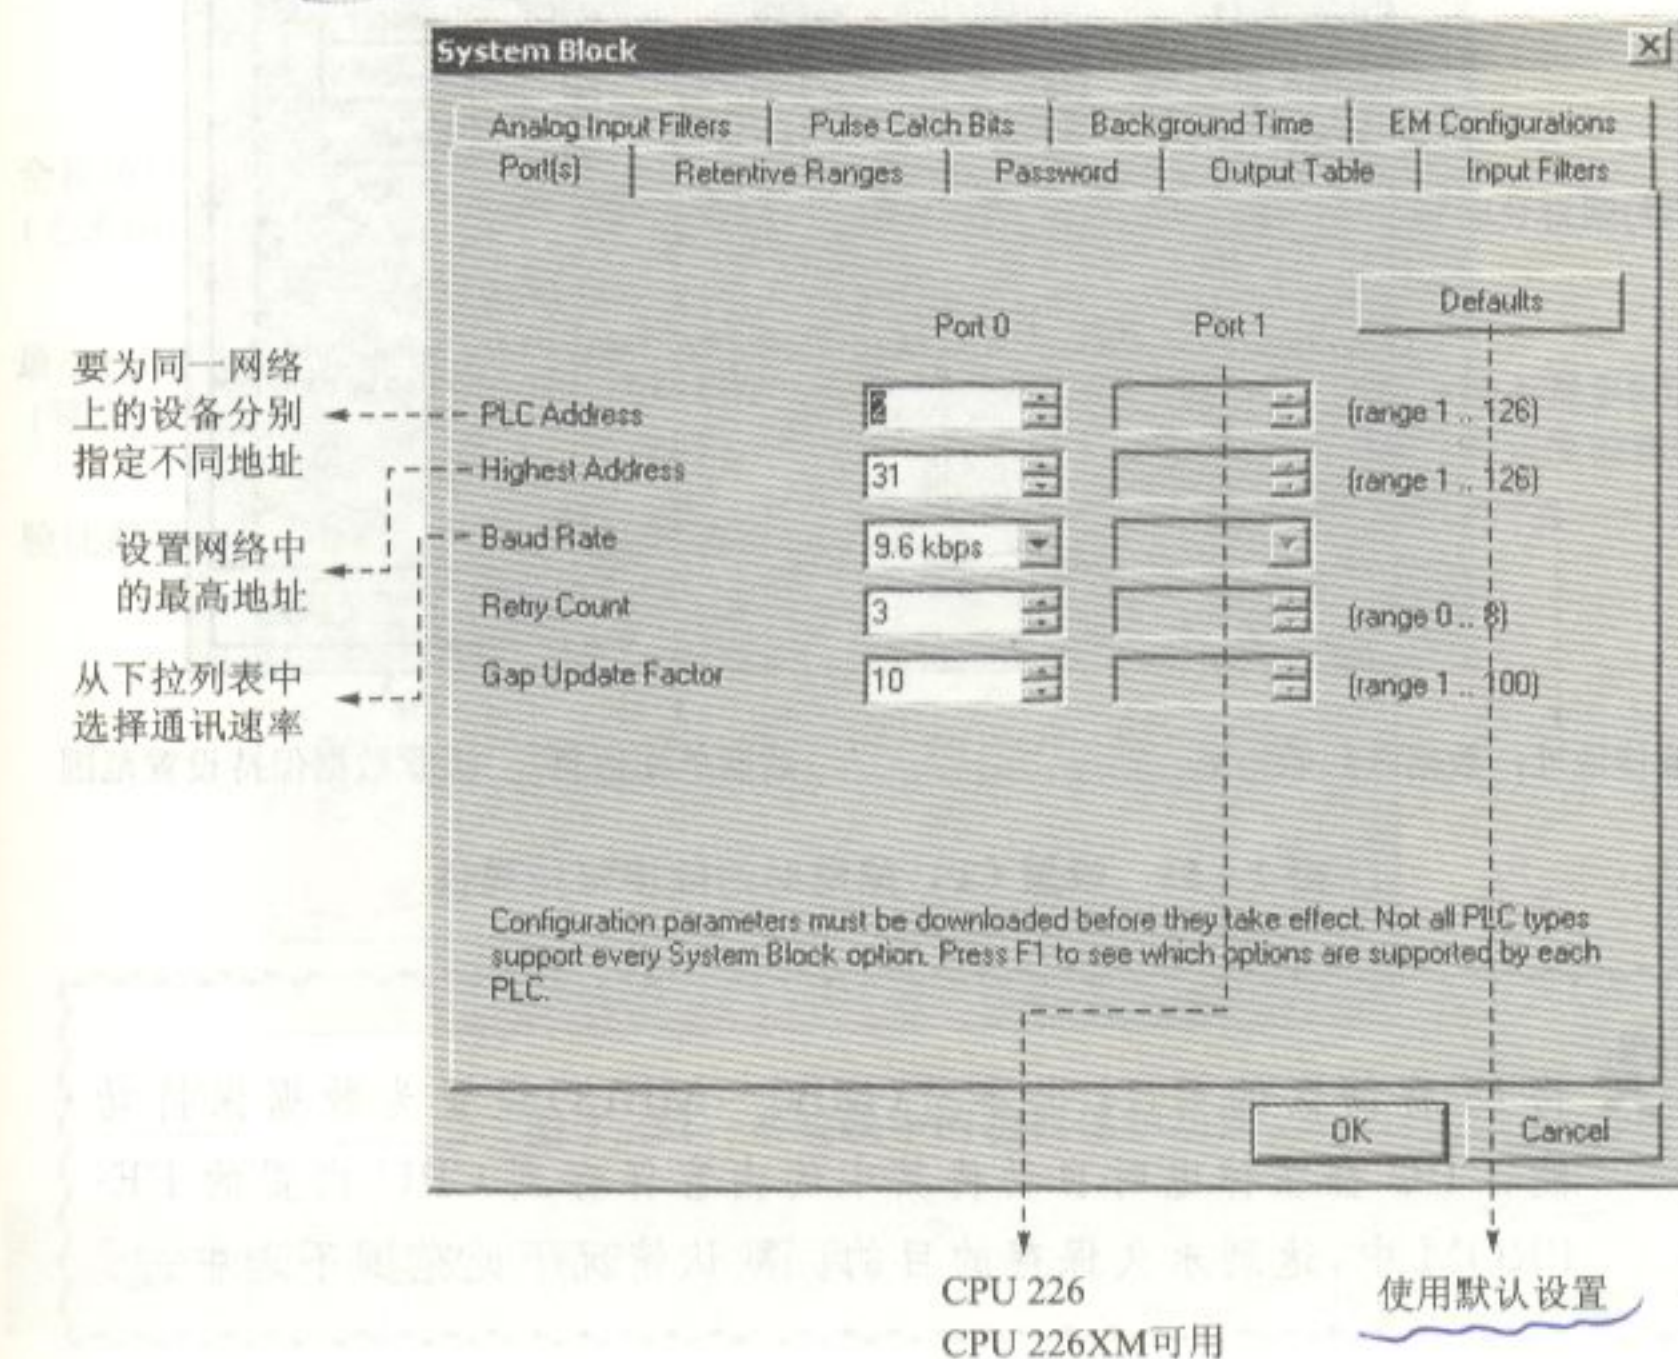 System Block
Analog Input Filters Pulse Catch Bits Background Time EM Configurations
Port(s) Retentive Ranges Password Output Table Input Filters
Defaults
Port 0 Port 1
要为同一网络
上的设备分别
指定不同地址
PLC Address 2 (range 1 .. 126)
Highest Address 31 (range 1 .. 126)
设置网络中
的最高地址
Baud Rate 9.6 kbps
Retry Count 3 (range 0 .. 8)
从下拉列表中
选择通讯速率
Gap Update Factor 10 (range 1 .. 100)
Configuration parameters must be downloaded before they take effect. Not all PLC types
support every System Block option. Press F1 to see which options are supported by each
PLC.
OK Cancel
CPU 226
CPU 226XM可用
使用默认设置